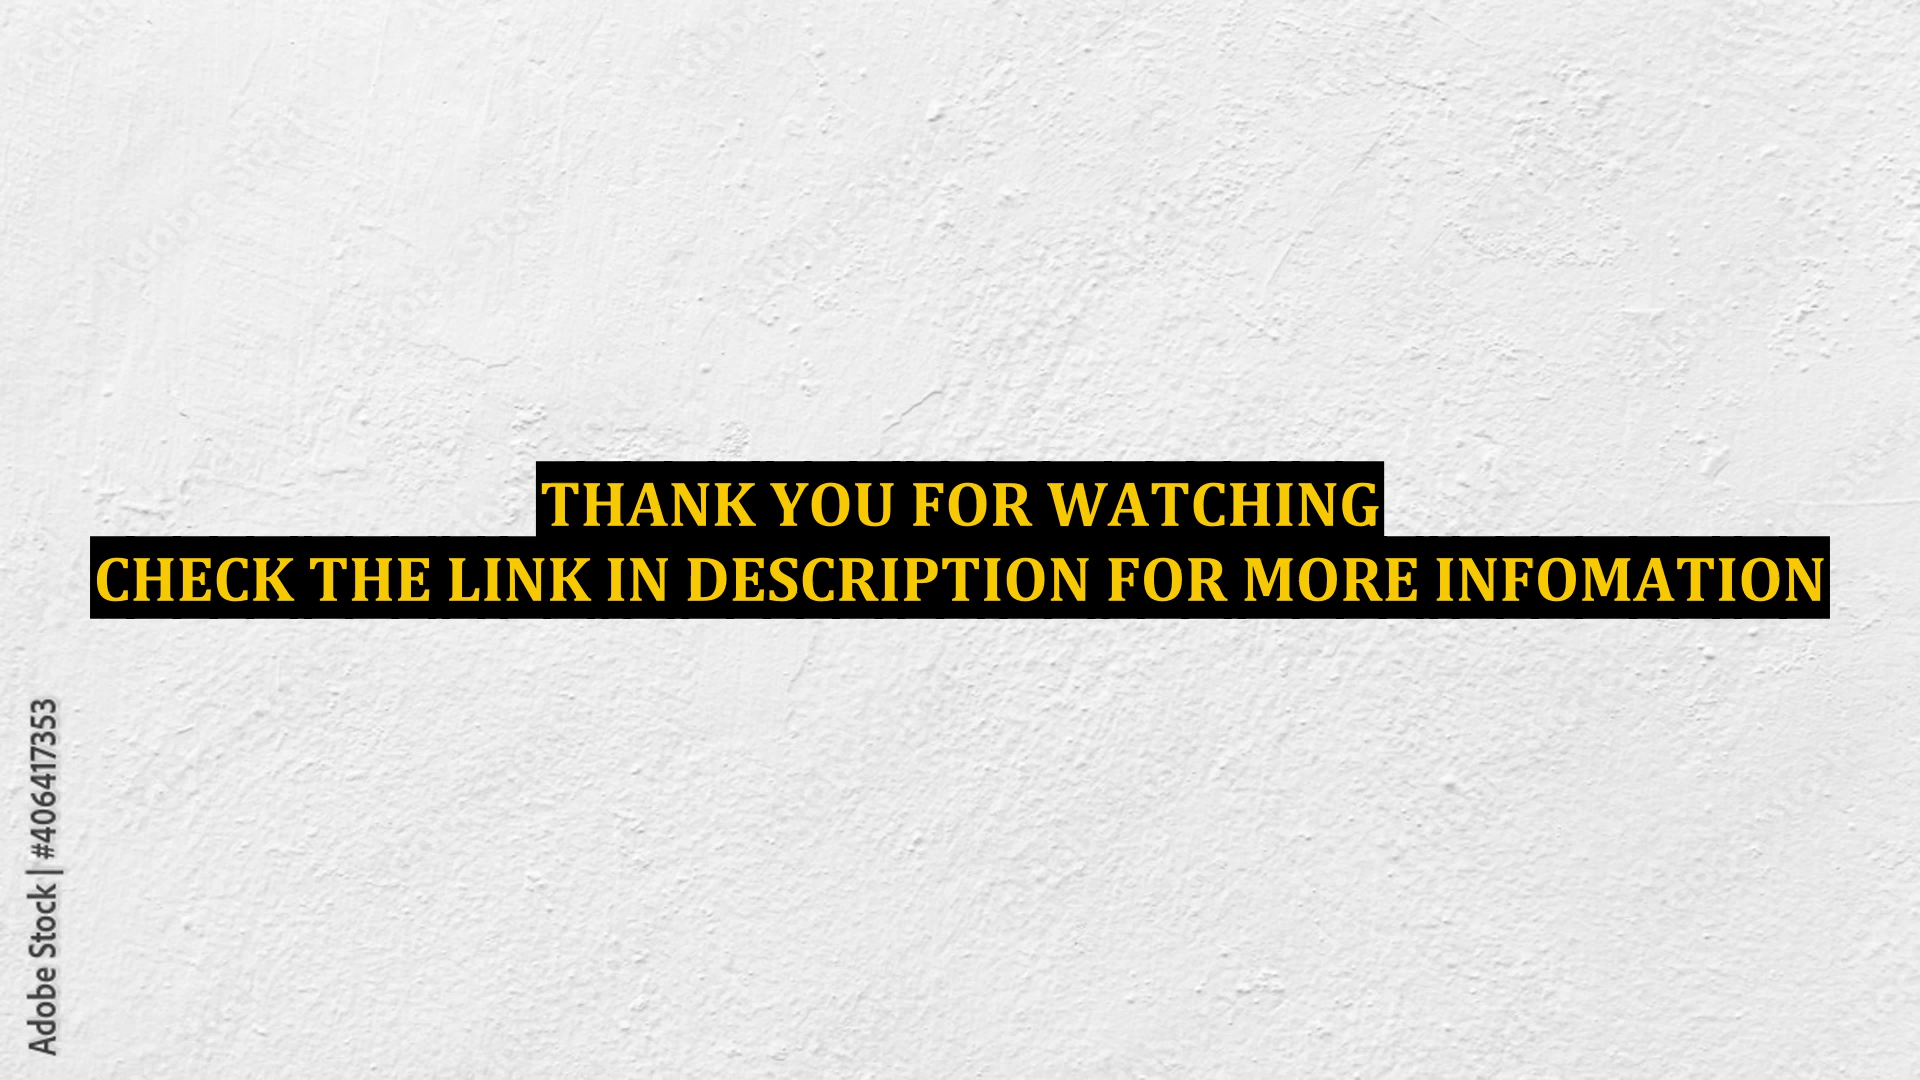 THANK YOU FOR WATCHING
CHECK THE LINK IN DESCRIPTION FOR MORE INFOMATION
Adobe Stock | #406417353